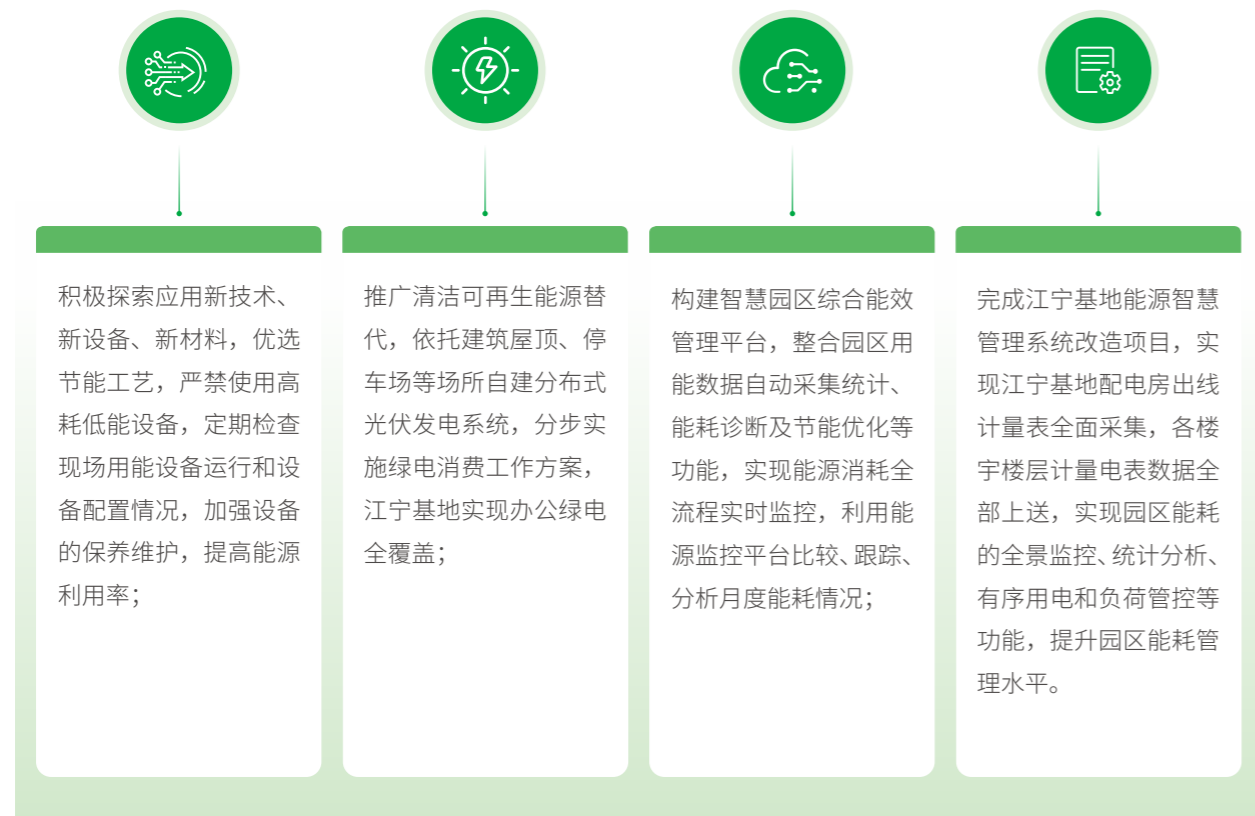 积极探索应用新技术、
新设备、新材料，优选
节能工艺，严禁使用高
耗低能设备，定期检查
现场用能设备运行和设
备配置情况，加强设备
的保养维护，提高能源
利用率；
推广清洁可再生能源替
代，依托建筑屋顶、停
车场等场所自建分布式
光伏发电系统，分步实
施绿电消费工作方案，
江宁基地实现办公绿电
全覆盖；
构建智慧园区综合能效
管理平台，整合园区用
能数据自动采集统计、
能耗诊断及节能优化等
功能，实现能源消耗全
流程实时监控，利用能
源监控平台比较、跟踪、
分析月度能耗情况；
完成江宁基地能源智慧
管理系统改造项目，实
现江宁基地配电房出线
计量表全面采集，各楼
宇楼层计量电表数据全
部上送，实现园区能耗
的全景监控、统计分析、
有序用电和负荷管控等
功能，提升园区能耗管
理水平。